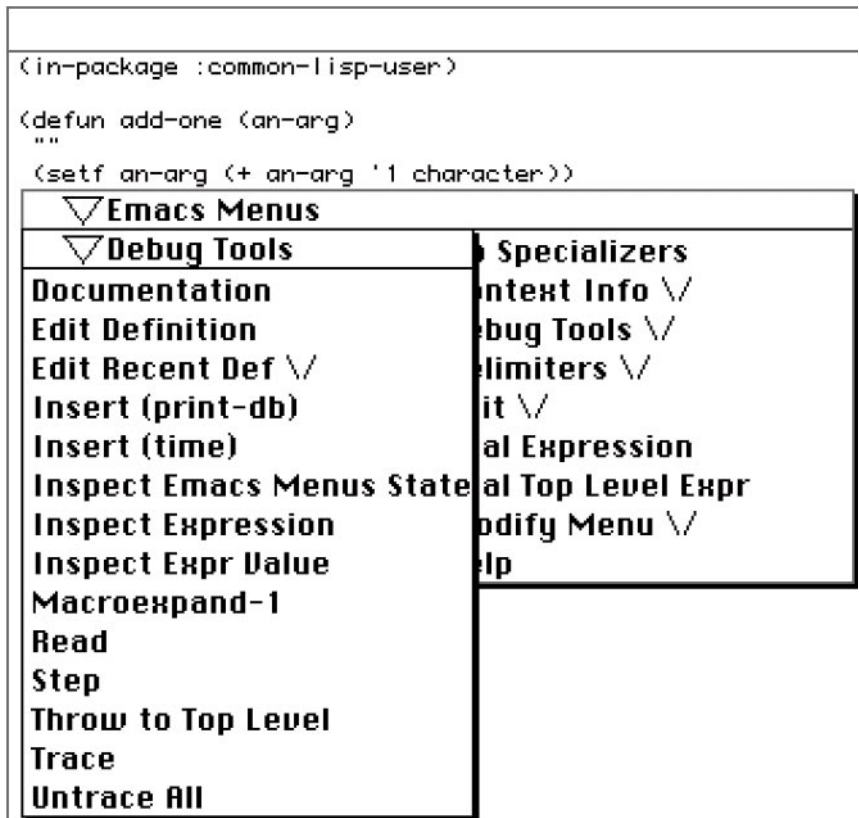 (in-package :common-lisp-user)
(defun add-one (an-arg)
""
(setf an-arg (+ an-arg '1 character))
Emacs Menus
Debug Tools
Documentation
Edit Definition
Edit Recent Def \/
Insert (print-db)
Insert (time)
Inspect Emacs Menus State
Inspect Expression
Inspect Expr Value
Macroexpand-1
Read
Step
Throw to Top Level
Trace
Untrace All
Specializers
ntext Info \/
bug Tools \/
limiters \/
it \/
al Expression
al Top Level Expr
odify Menu \/
lp